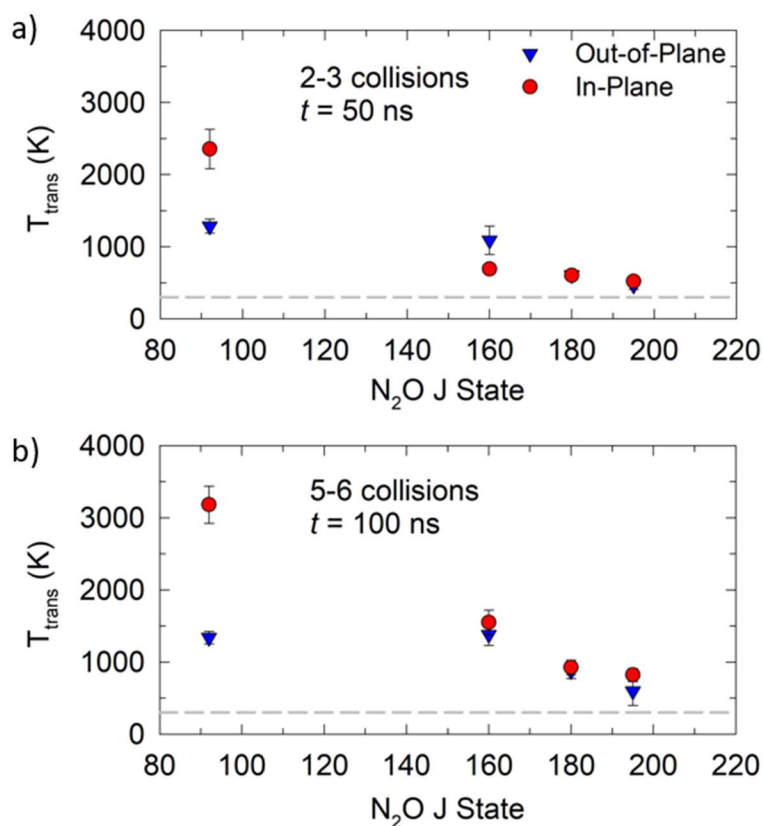 a)
4000
3000
2000
1000
0
T_trans (K)
2-3 collisions
t = 50 ns
Out-of-Plane
In-Plane
80 100 120 140 160 180 200 220
N₂O J State
b)
4000
3000
2000
1000
0
T_trans (K)
5-6 collisions
t = 100 ns
80 100 120 140 160 180 200 220
N₂O J State